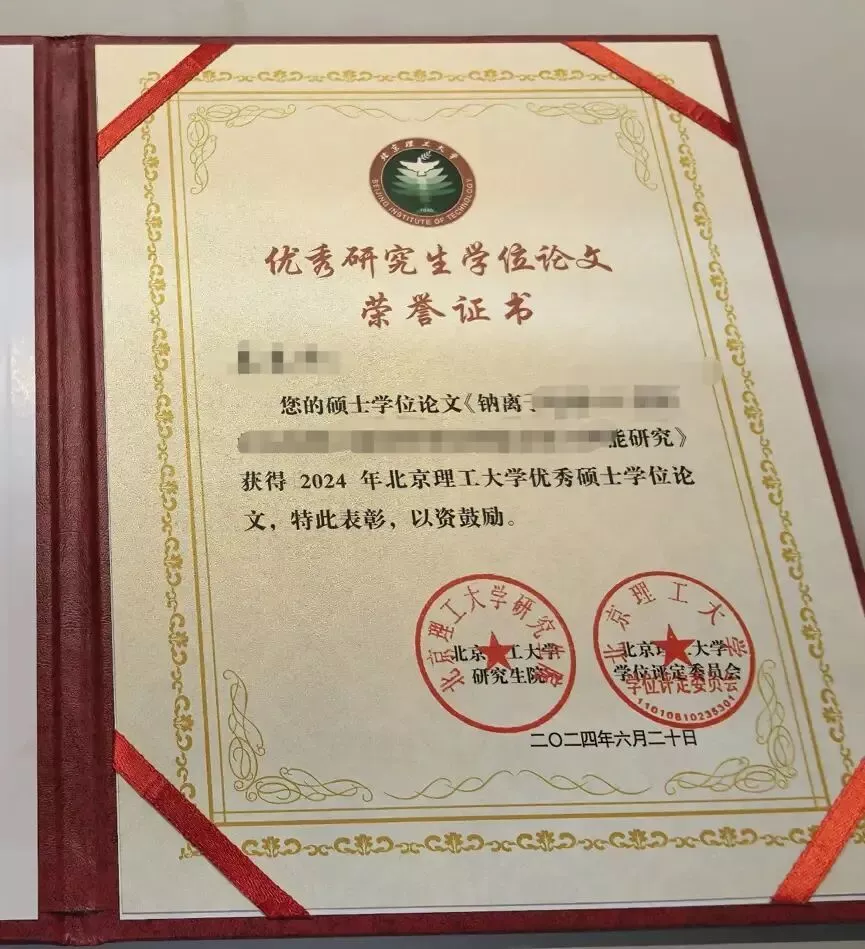 北京理工大学
BEIJING INSTITUTE OF TECHNOLOGY
1940
优秀研究生学位论文
荣誉证书
您的硕士学位论文《钠离
能研究》
获得 2024 年北京理工大学优秀硕士学位论
文，特此表彰，以资鼓励。
北京理工大学研究生院
北京理工大学
研究生院
北京理工大学
北京理工大学
学位评定委员会
学位评定委员会
11010810235301
二〇二四年六月二十日